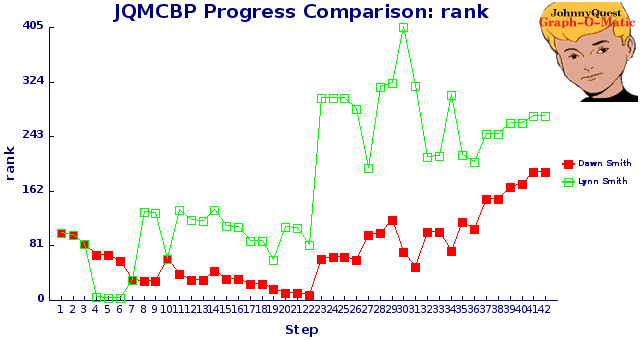 JQMCBP Progress Comparison: rank
JohnnyQuest
Graph-O-Matic
405
324
243
162
81
0
rank
Dawn Smith
Lynn Smith
1 2 3 4 5 6 7 8 9 10 11 12 13 14 15 16 17 18 19 20 21 22 23 24 25 26 27 28 29 30 31 32 33 34 35 36 37 38 39 40 41 42
Step